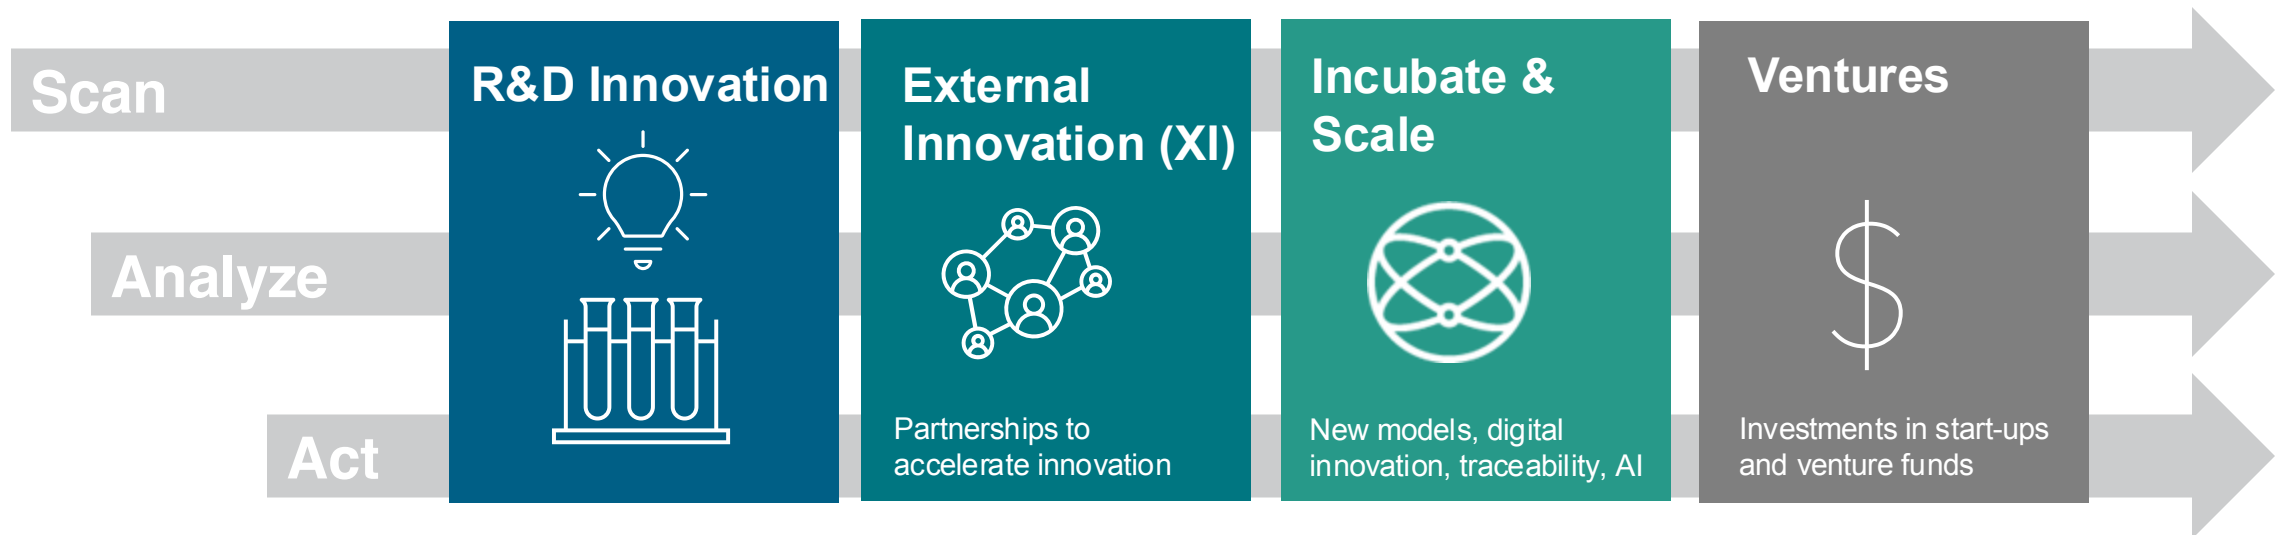 Scan
Analyze
Act
R&D Innovation
External
Innovation (XI)
Partnerships to
accelerate innovation
Incubate &
Scale
New models, digital
innovation, traceability, AI
Ventures
Investments in start-ups
and venture funds